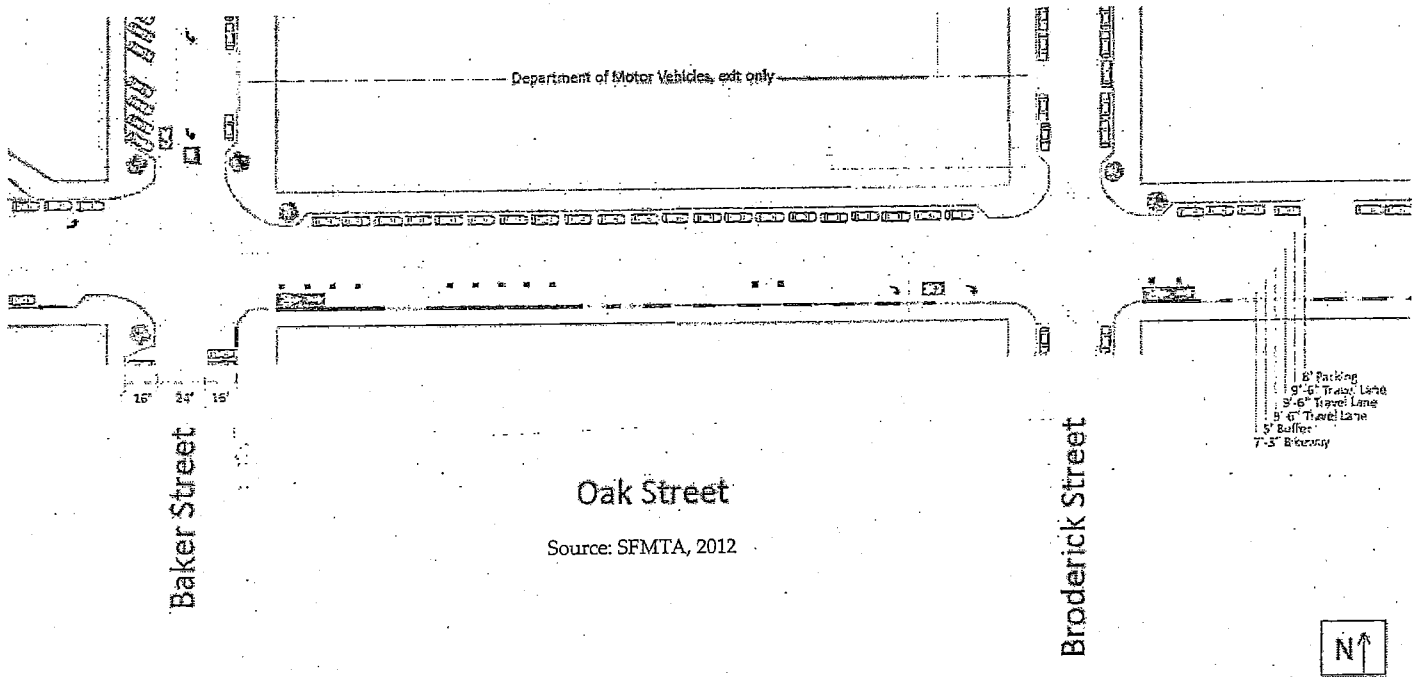 Department of Motor Vehicles, exit only
16' 24' 16'
8' Parking
9'-6" Travel Lane
9'-6" Travel Lane
9'-6" Travel Lane
5' Buffer
7'-3" Bikeway
Baker Street
Oak Street
Source: SFMTA, 2012
Broderick Street
N